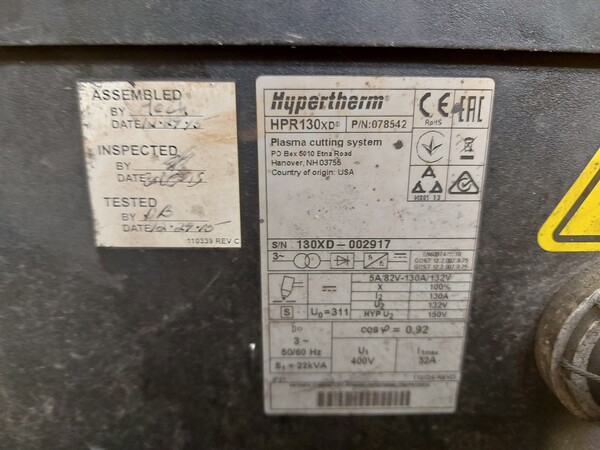 ASSEMBLED
BY
DATE
INSPECTED
BY
DATE
TESTED
BY DB
DATE
110339 REV C
Hypertherm®
HPR130XD® P/N:078542
Plasma cutting system
PO Box 5010 Etna Road
Hanover, NH 03755
Country of origin: USA
CE EAC
RoHS
S/N 130XD-002917
3~
5A/82V-130A/132V
X 100%
I2 130A
S U0=311 U2 132V
HYP U2 150V
cos φ = 0,92
3~
50/60 Hz U1 I1max
S1 = 22kVA 400V 32A